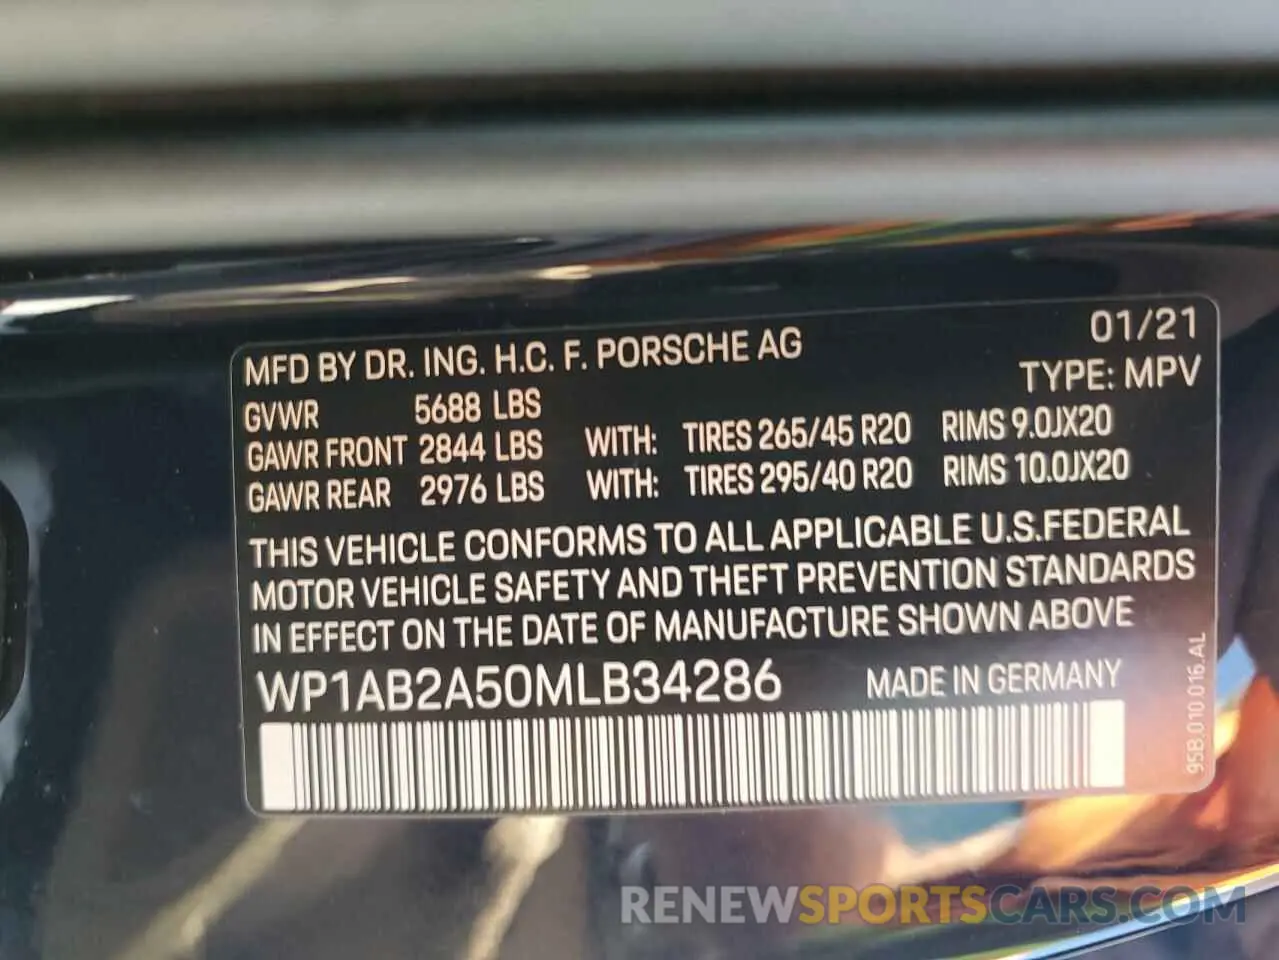 MFD BY DR. ING. H.C. F. PORSCHE AG 01/21
TYPE: MPV
GVWR 5688 LBS
GAWR FRONT 2844 LBS WITH: TIRES 265/45 R20 RIMS 9.0JX20
GAWR REAR 2976 LBS WITH: TIRES 295/40 R20 RIMS 10.0JX20
THIS VEHICLE CONFORMS TO ALL APPLICABLE U.S.FEDERAL
MOTOR VEHICLE SAFETY AND THEFT PREVENTION STANDARDS
IN EFFECT ON THE DATE OF MANUFACTURE SHOWN ABOVE
WP1AB2A50MLB34286 MADE IN GERMANY
95B.010.016.AL
RENEWSPORTSCARS.COM